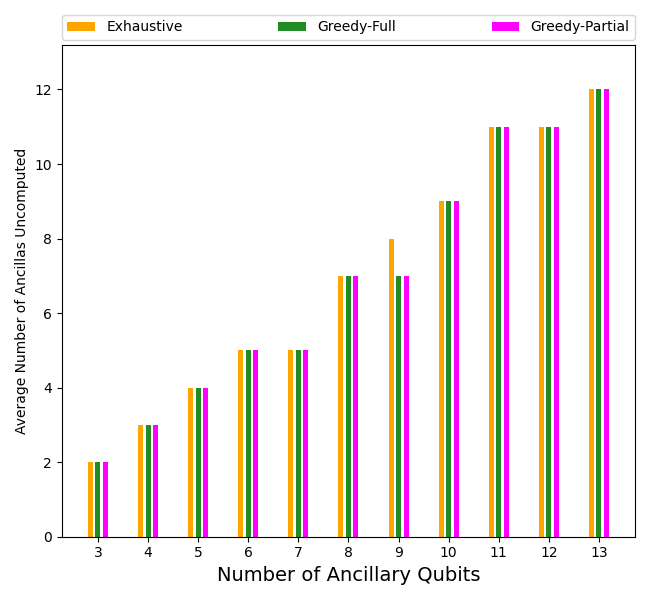 Exhaustive Greedy-Full Greedy-Partial
Average Number of Ancillas Uncomputed
12
10
8
6
4
2
0
3 4 5 6 7 8 9 10 11 12 13
Number of Ancillary Qubits